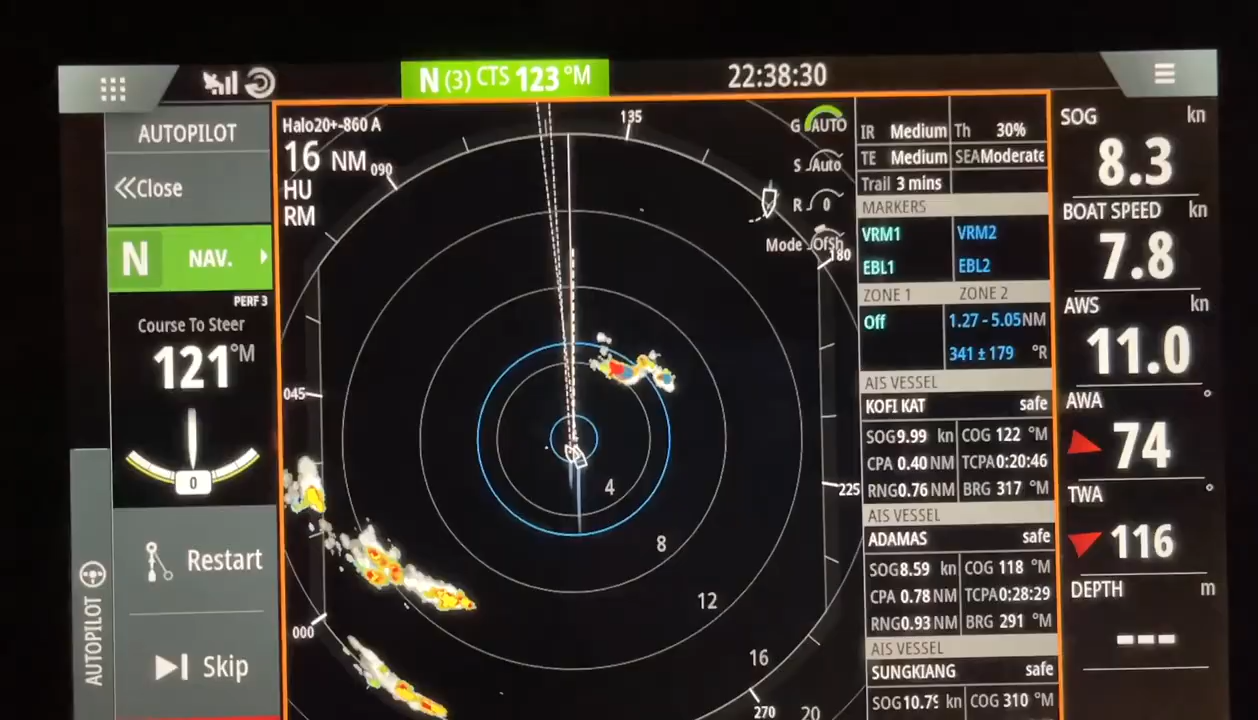 N (3) CTS 123 °M
22:38:30
AUTOPILOT
Close
N NAV.
PERF 3
Course To Steer
121 °M
0
Restart
Skip
AUTOPILOT
Halo20+-860 A
16 NM
HU
RM
090
135
180
045
225
000
270
4
8
12
16
20
G AUTO
S Auto
R 0
Mode OfSh
IR Medium Th 30%
TE Medium SEA Moderate
Trail 3 mins
MARKERS
VRM1 VRM2
EBL1 EBL2
ZONE 1 ZONE 2
Off 1.27 - 5.05 NM
341 ± 179 °R
AIS VESSEL
KOFI KAT safe
SOG 9.99 kn COG 122 °M
CPA 0.40 NM TCPA 0:20:46
RNG 0.76 NM BRG 317 °M
AIS VESSEL
ADAMAS safe
SOG 8.59 kn COG 118 °M
CPA 0.78 NM TCPA 0:28:29
RNG 0.93 NM BRG 291 °M
AIS VESSEL
SUNGKIANG safe
SOG 10.79 kn COG 310 °M
SOG kn
8.3
BOAT SPEED kn
7.8
AWS kn
11.0
AWA °
74
TWA °
116
DEPTH m
---